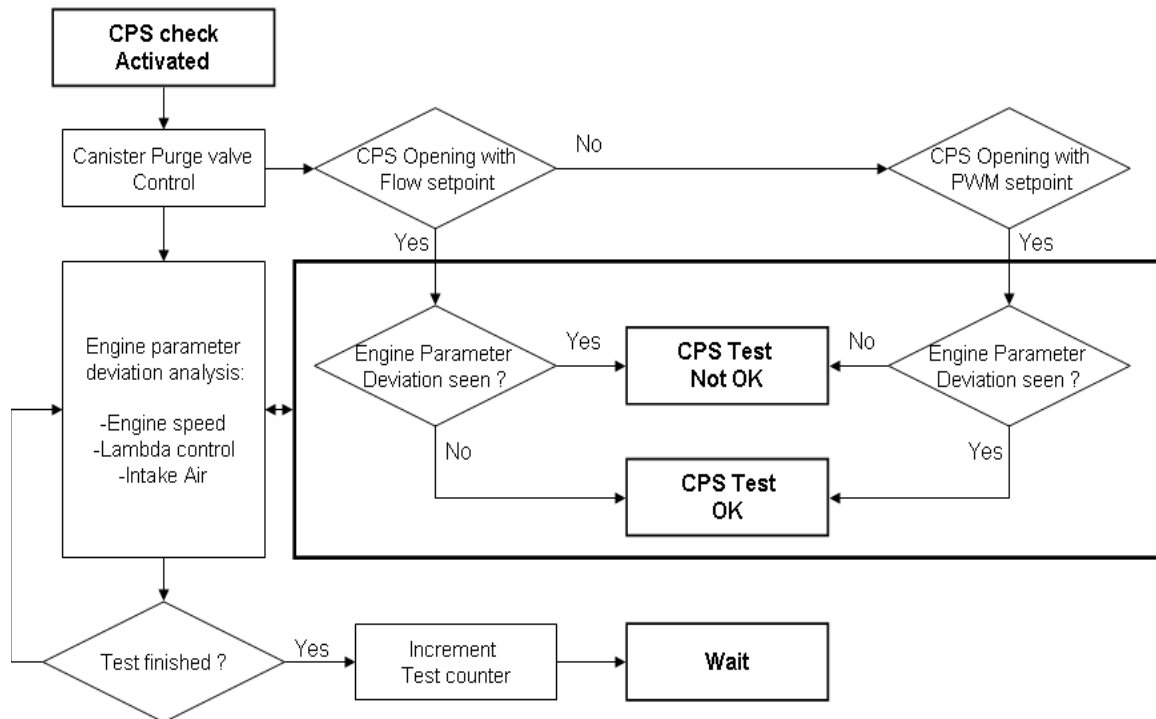 CPS check
Activated
Canister Purge valve
Control
CPS Opening with
Flow setpoint
No
CPS Opening with
PWM setpoint
Yes
Yes
Engine parameter
deviation analysis:
-Engine speed
-Lambda control
-Intake Air
Engine Parameter
Deviation seen ?
Yes
CPS Test
Not OK
No
Engine Parameter
Deviation seen ?
No
Yes
CPS Test
OK
Test finished ?
Yes
Increment
Test counter
Wait